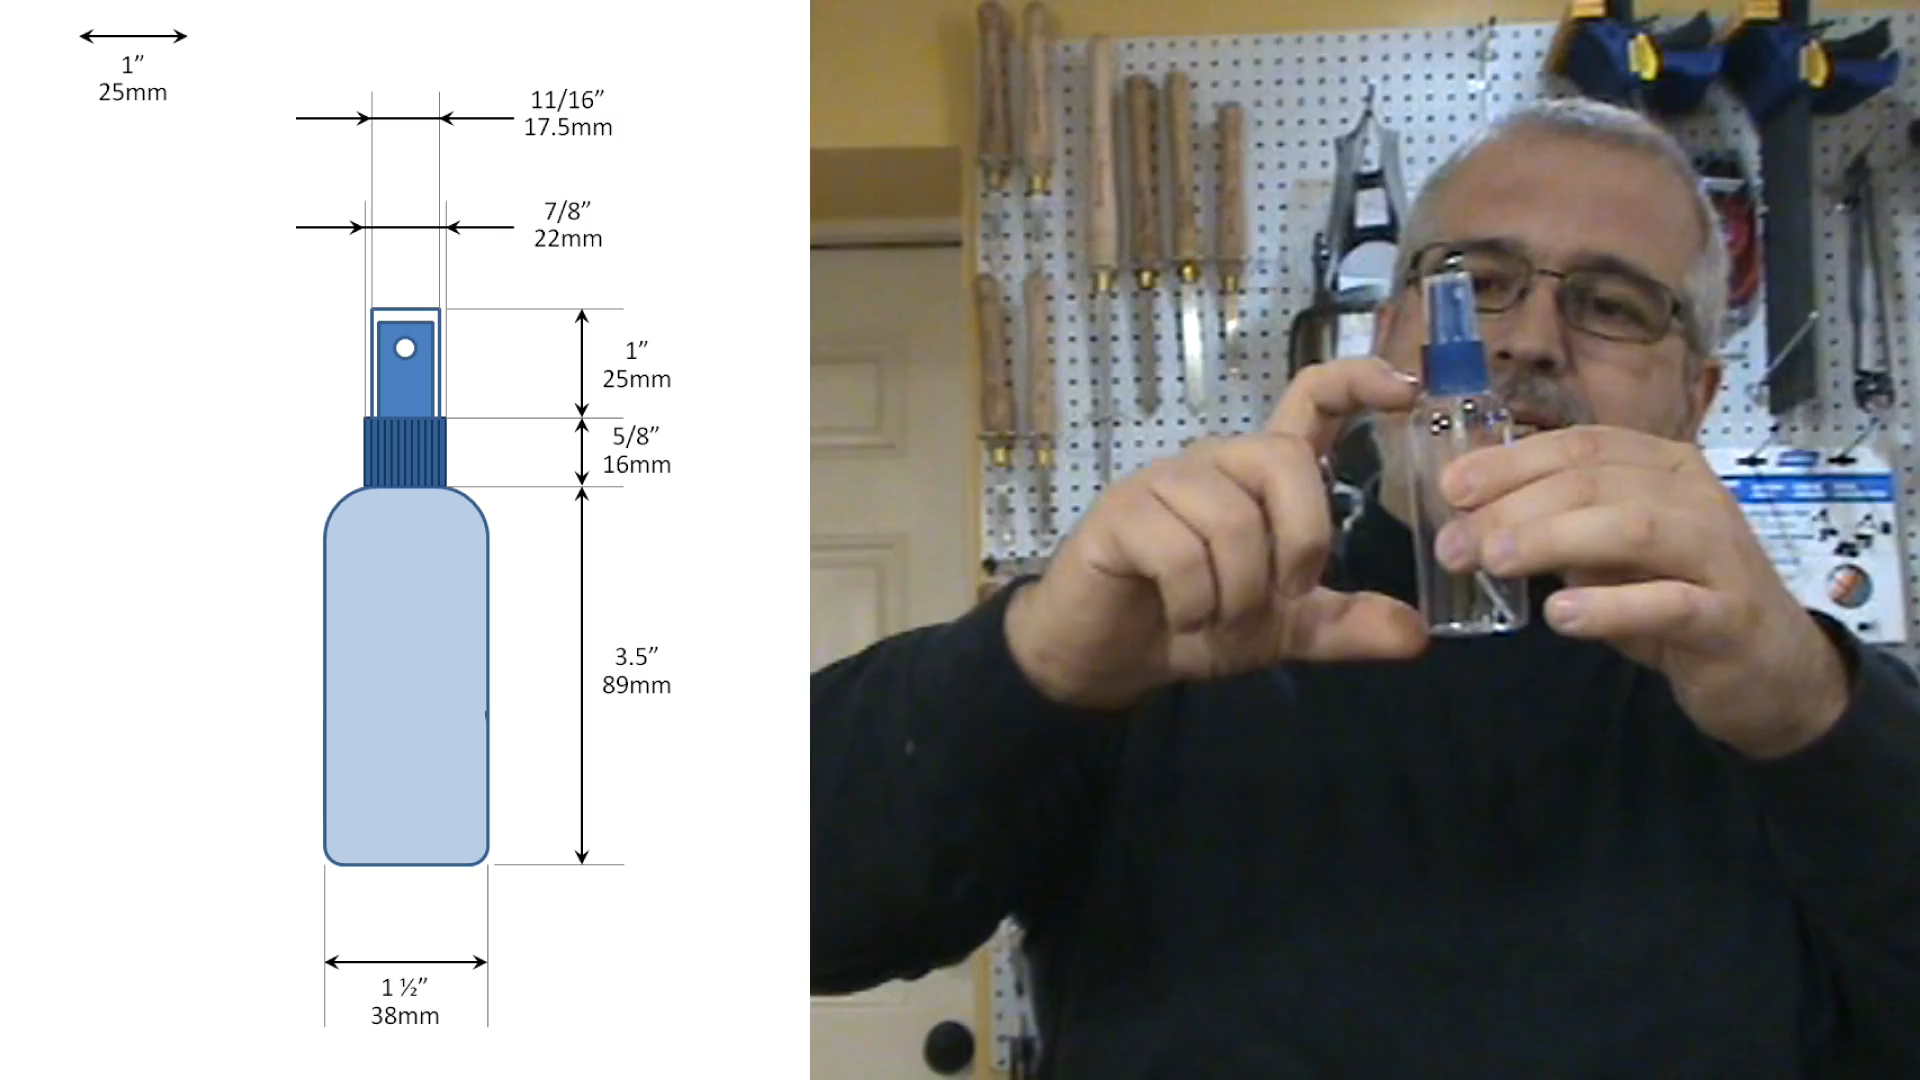 1”
25mm
11/16”
17.5mm
7/8”
22mm
1”
25mm
5/8”
16mm
3.5”
89mm
1 ½”
38mm